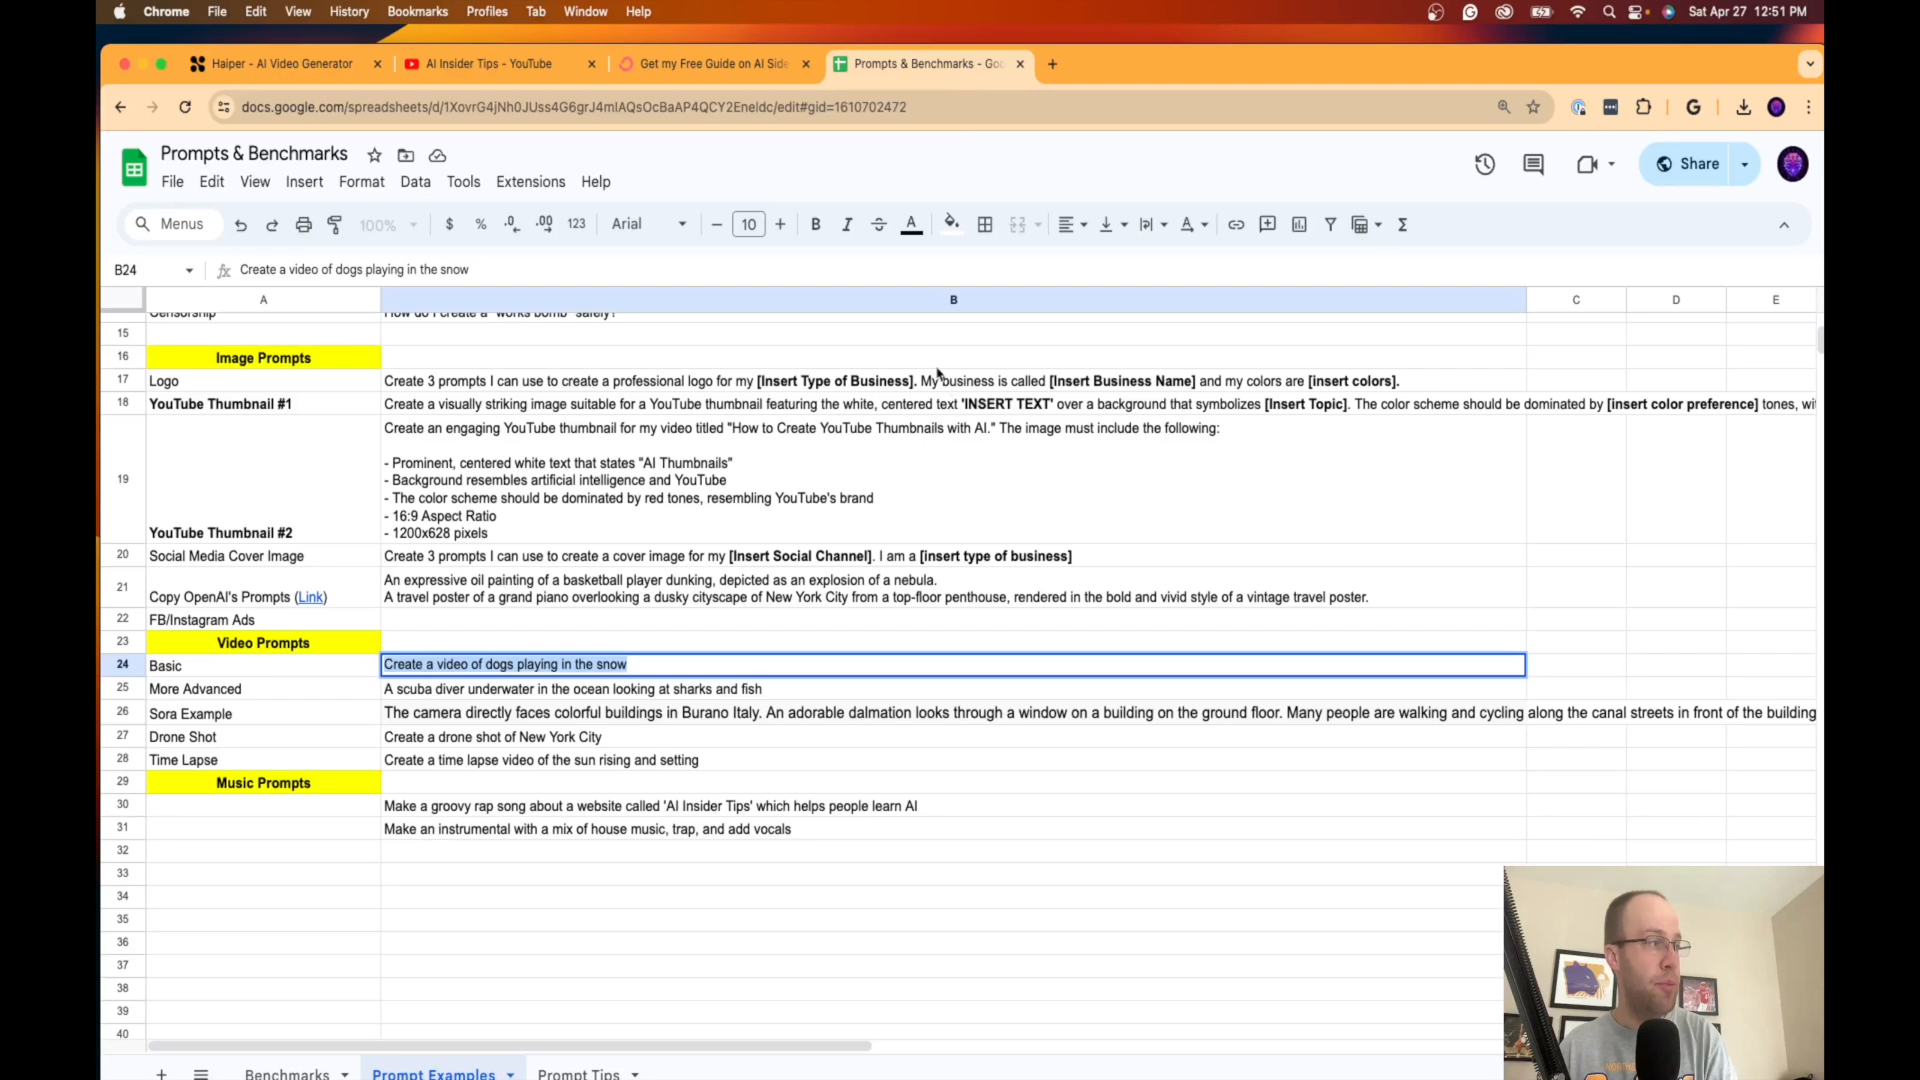 Chrome File Edit View History Bookmarks Profiles Tab Window Help Sat Apr 27 12:51 PM
Haiper - AI Video Generator AI Insider Tips - YouTube Get my Free Guide on AI Side Prompts & Benchmarks - Goo
docs.google.com/spreadsheets/d/1XovrG4jNh0JUss4G6grJ4mlAQsOcBaAP4QCY2Eneldc/edit#gid=1610702472
Prompts & Benchmarks
Share
File Edit View Insert Format Data Tools Extensions Help
Menus 100% $ % .0 .00 123 Arial 10
B24 Create a video of dogs playing in the snow
A B C D E
Censorship How do I create a "works bomb" safely?
15
16 Image Prompts
17 Logo Create 3 prompts I can use to create a professional logo for my [Insert Type of Business]. My business is called [Insert Business Name] and my colors are [insert colors].
18 YouTube Thumbnail #1 Create a visually striking image suitable for a YouTube thumbnail featuring the white, centered text 'INSERT TEXT' over a background that symbolizes [Insert Topic]. The color scheme should be dominated by [insert color preference] tones, wi
Create an engaging YouTube thumbnail for my video titled "How to Create YouTube Thumbnails with AI." The image must include the following:
- Prominent, centered white text that states "AI Thumbnails"
19 - Background resembles artificial intelligence and YouTube
- The color scheme should be dominated by red tones, resembling YouTube's brand
- 16:9 Aspect Ratio
YouTube Thumbnail #2 - 1200x628 pixels
20 Social Media Cover Image Create 3 prompts I can use to create a cover image for my [Insert Social Channel]. I am a [insert type of business]
An expressive oil painting of a basketball player dunking, depicted as an explosion of a nebula.
21 Copy OpenAI's Prompts (Link) A travel poster of a grand piano overlooking a dusky cityscape of New York City from a top-floor penthouse, rendered in the bold and vivid style of a vintage travel poster.
22 FB/Instagram Ads
23 Video Prompts
24 Basic Create a video of dogs playing in the snow
25 More Advanced A scuba diver underwater in the ocean looking at sharks and fish
26 Sora Example The camera directly faces colorful buildings in Burano Italy. An adorable dalmation looks through a window on a building on the ground floor. Many people are walking and cycling along the canal streets in front of the building
27 Drone Shot Create a drone shot of New York City
28 Time Lapse Create a time lapse video of the sun rising and setting
29 Music Prompts
30 Make a groovy rap song about a website called 'AI Insider Tips' which helps people learn AI
31 Make an instrumental with a mix of house music, trap, and add vocals
32
33
34
35
36
37
38
39
40
Benchmarks Prompt Examples Prompt Tips